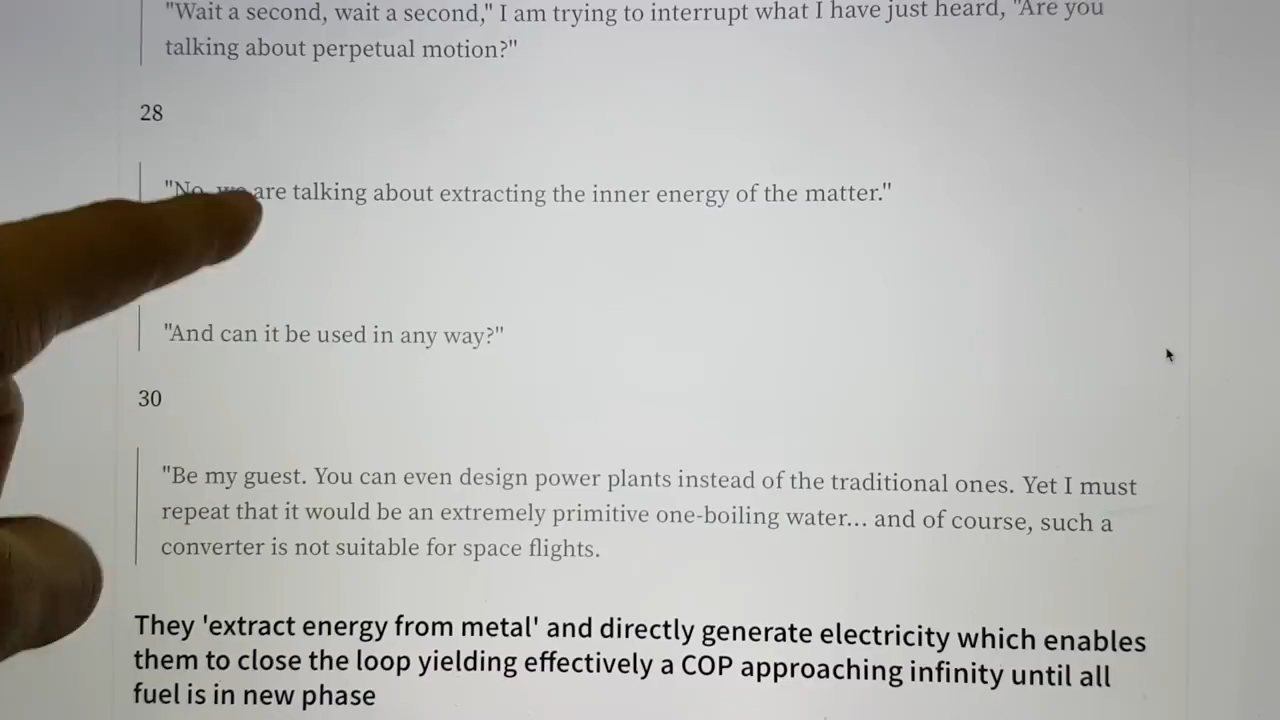 "Wait a second, wait a second," I am trying to interrupt what I have just heard, "Are you
talking about perpetual motion?"
28
"No, we are talking about extracting the inner energy of the matter."
"And can it be used in any way?"
30
"Be my guest. You can even design power plants instead of the traditional ones. Yet I must
repeat that it would be an extremely primitive one-boiling water... and of course, such a
converter is not suitable for space flights.
They 'extract energy from metal' and directly generate electricity which enables
them to close the loop yielding effectively a COP approaching infinity until all
fuel is in new phase